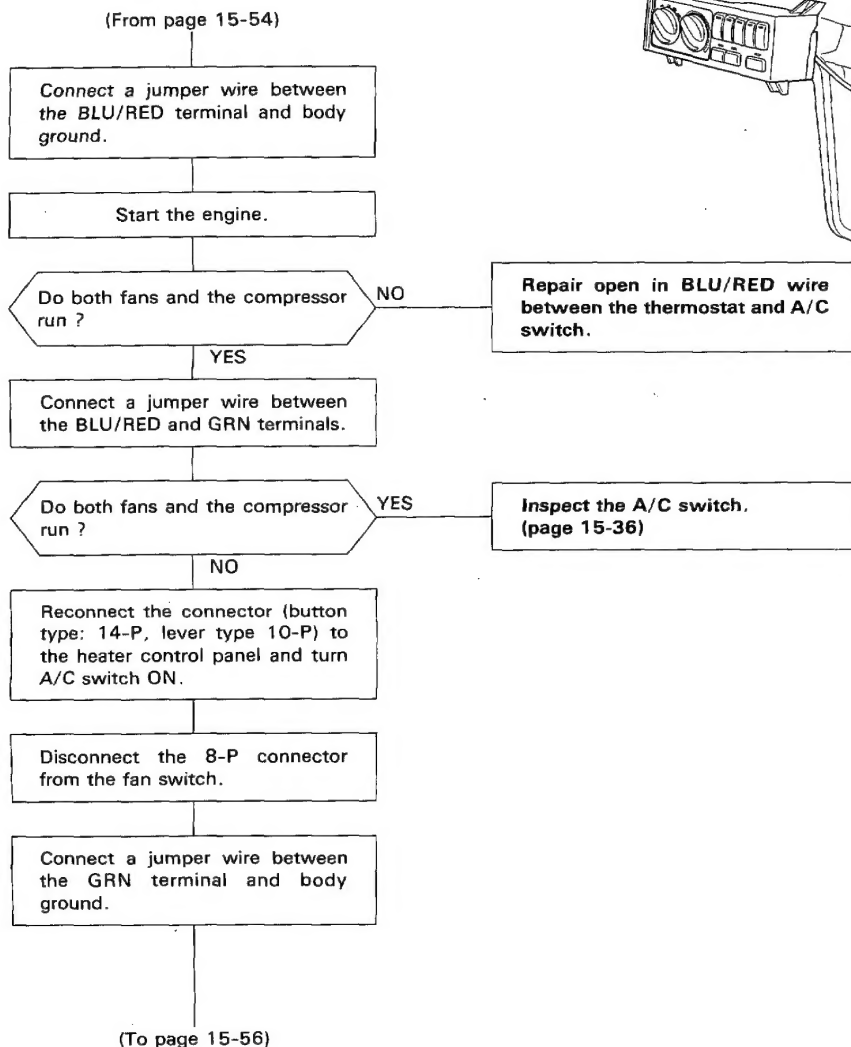 (From page 15-54)
Connect a jumper wire between
the BLU/RED terminal and body
ground.
Start the engine.
Do both fans and the compressor
run ?
NO
Repair open in BLU/RED wire
between the thermostat and A/C
switch.
YES
Connect a jumper wire between
the BLU/RED and GRN terminals.
Do both fans and the compressor
run ?
YES
Inspect the A/C switch.
(page 15-36)
NO
Reconnect the connector (button
type: 14-P, lever type 10-P) to
the heater control panel and turn
A/C switch ON.
Disconnect the 8-P connector
from the fan switch.
Connect a jumper wire between
the GRN terminal and body
ground.
(To page 15-56)